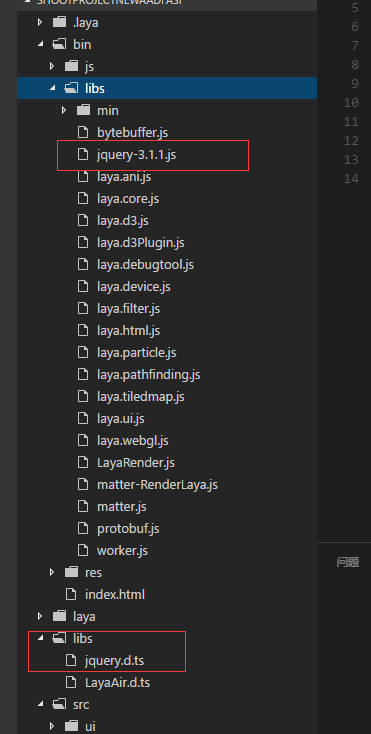 SHOOTPROJECTNEWAADFASF
.laya
bin
js
libs
min
bytebuffer.js
jquery-3.1.1.js
laya.ani.js
laya.core.js
laya.d3.js
laya.d3Plugin.js
laya.debugtool.js
laya.device.js
laya.filter.js
laya.html.js
laya.particle.js
laya.pathfinding.js
laya.tiledmap.js
laya.ui.js
laya.webgl.js
LayaRender.js
matter-RenderLaya.js
matter.js
protobuf.js
worker.js
res
index.html
laya
libs
jquery.d.ts
LayaAir.d.ts
src
ui
5
6
7
8
9
10
11
12
13
14
问题